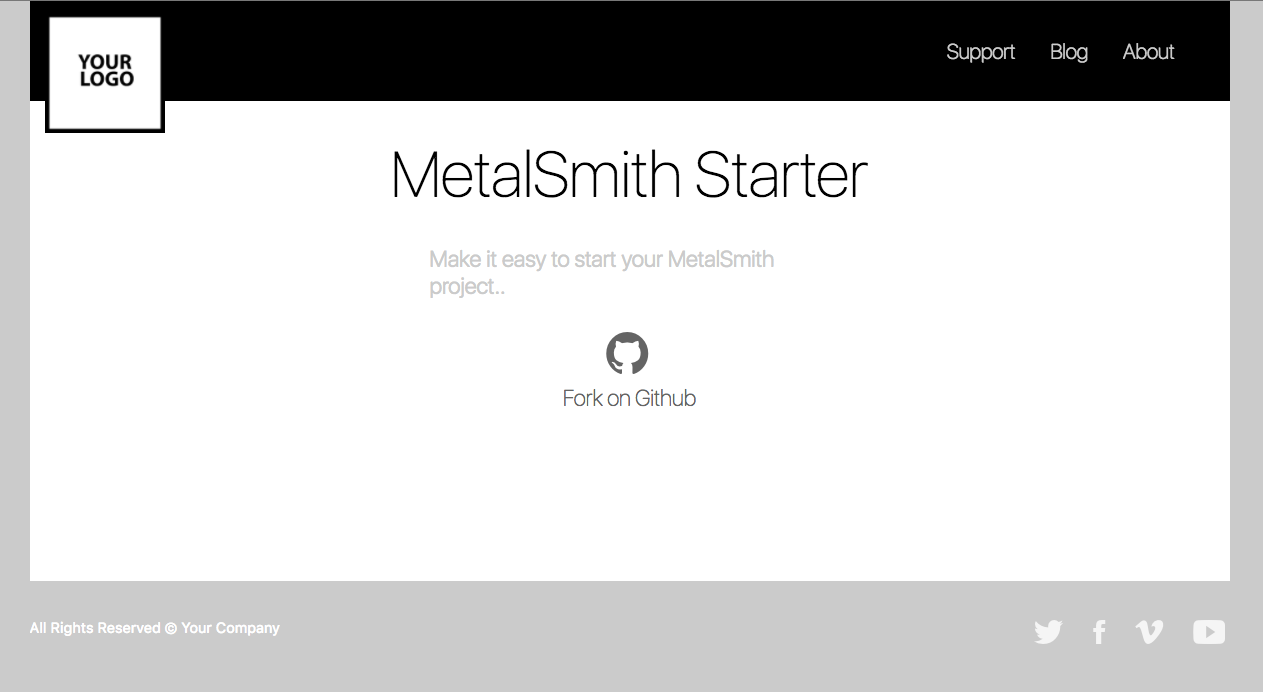 YOUR
LOGO
Support Blog About
MetalSmith Starter
Make it easy to start your MetalSmith
project..
Fork on Github
All Rights Reserved © Your Company